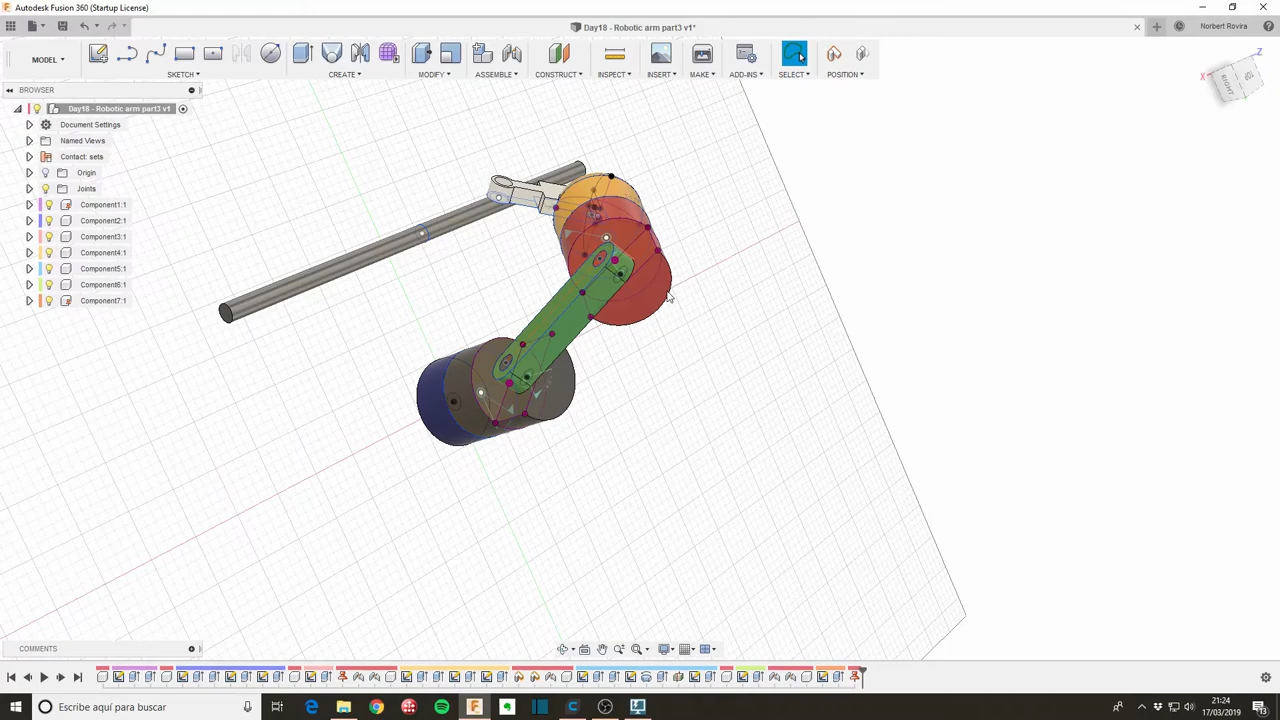 Autodesk Fusion 360 (Startup License)
Day18 - Robotic arm part3 v1*
Norbert Rovira
MODEL
SKETCH
CREATE
MODIFY
ASSEMBLE
CONSTRUCT
INSPECT
INSERT
MAKE
ADD-INS
SELECT
POSITION
BROWSER
Day18 - Robotic arm part3 v1
Document Settings
Named Views
Contact: sets
Origin
Joints
Component1:1
Component2:1
Component3:1
Component4:1
Component5:1
Component6:1
Component7:1
Z
X
RIGHT
COMMENTS
Escribe aquí para buscar
21:24
17/03/2019